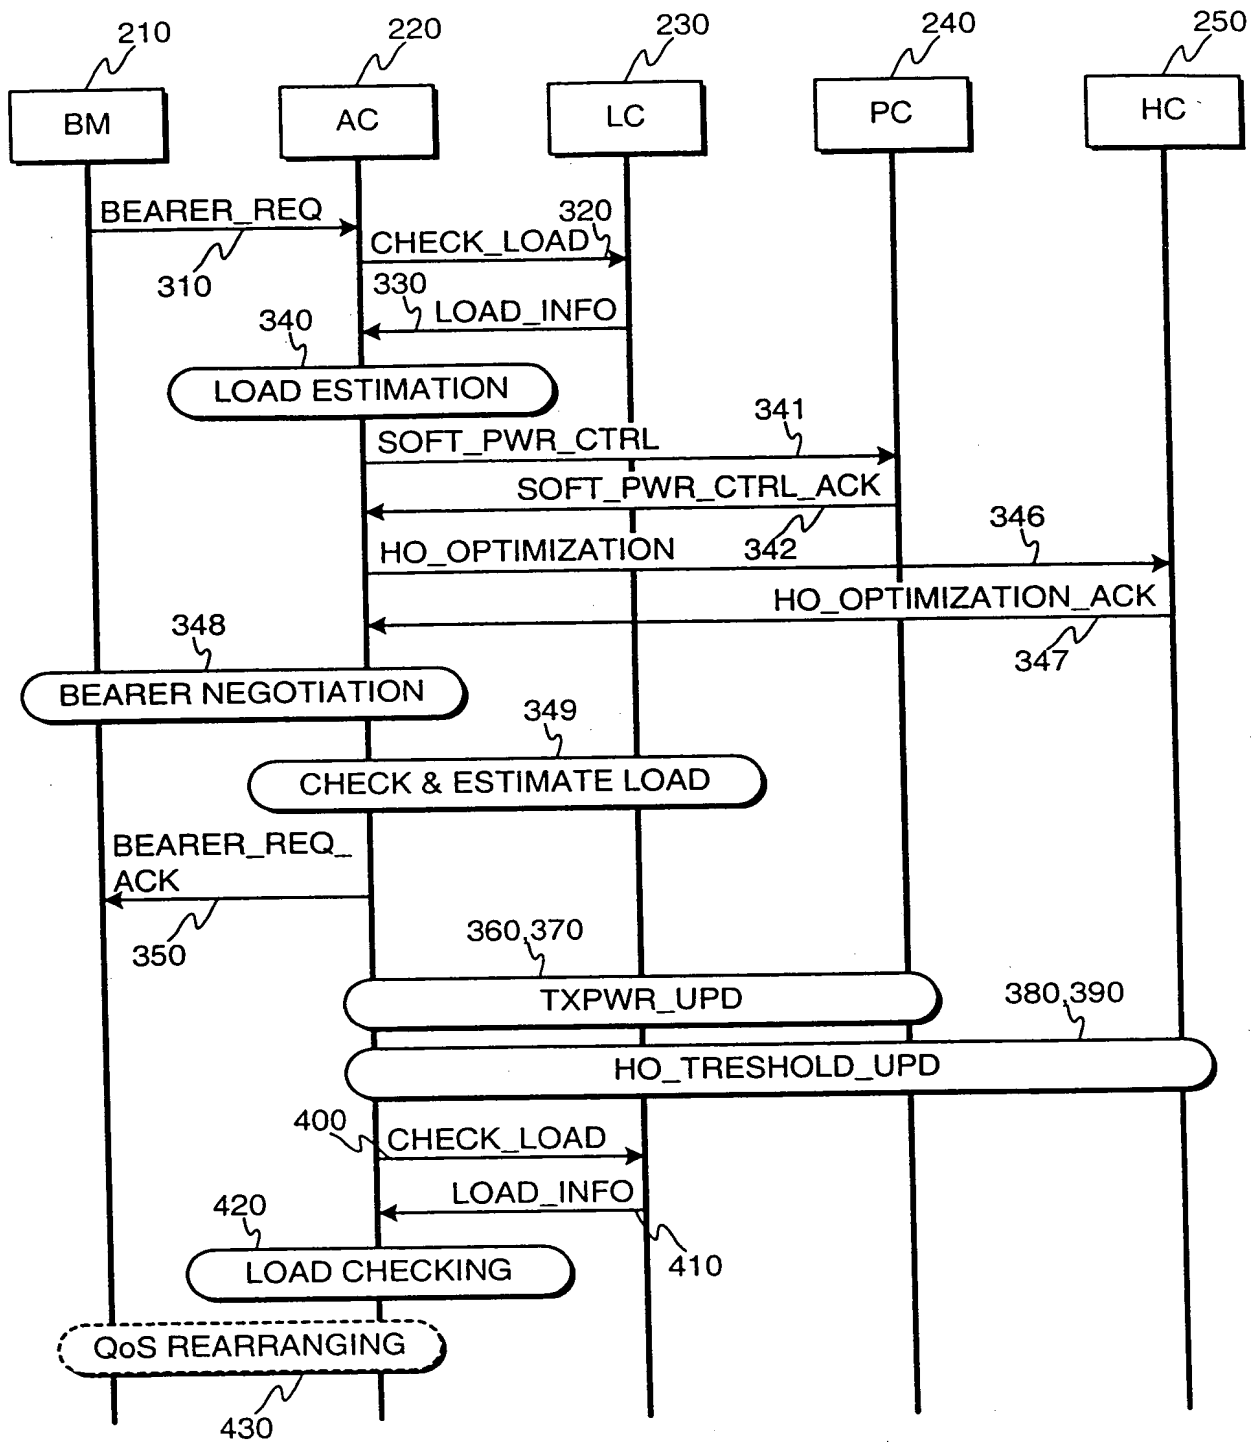 210
220
230
240
250
BM
AC
LC
PC
HC
BEARER_REQ
310
320
CHECK_LOAD
330
LOAD_INFO
340
LOAD ESTIMATION
341
SOFT_PWR_CTRL
SOFT_PWR_CTRL_ACK
342
346
HO_OPTIMIZATION
HO_OPTIMIZATION_ACK
347
348
BEARER NEGOTIATION
349
CHECK & ESTIMATE LOAD
BEARER_REQ_
ACK
350
360,370
TXPWR_UPD
380,390
HO_TRESHOLD_UPD
400
CHECK_LOAD
LOAD_INFO
410
420
LOAD CHECKING
QoS REARRANGING
430